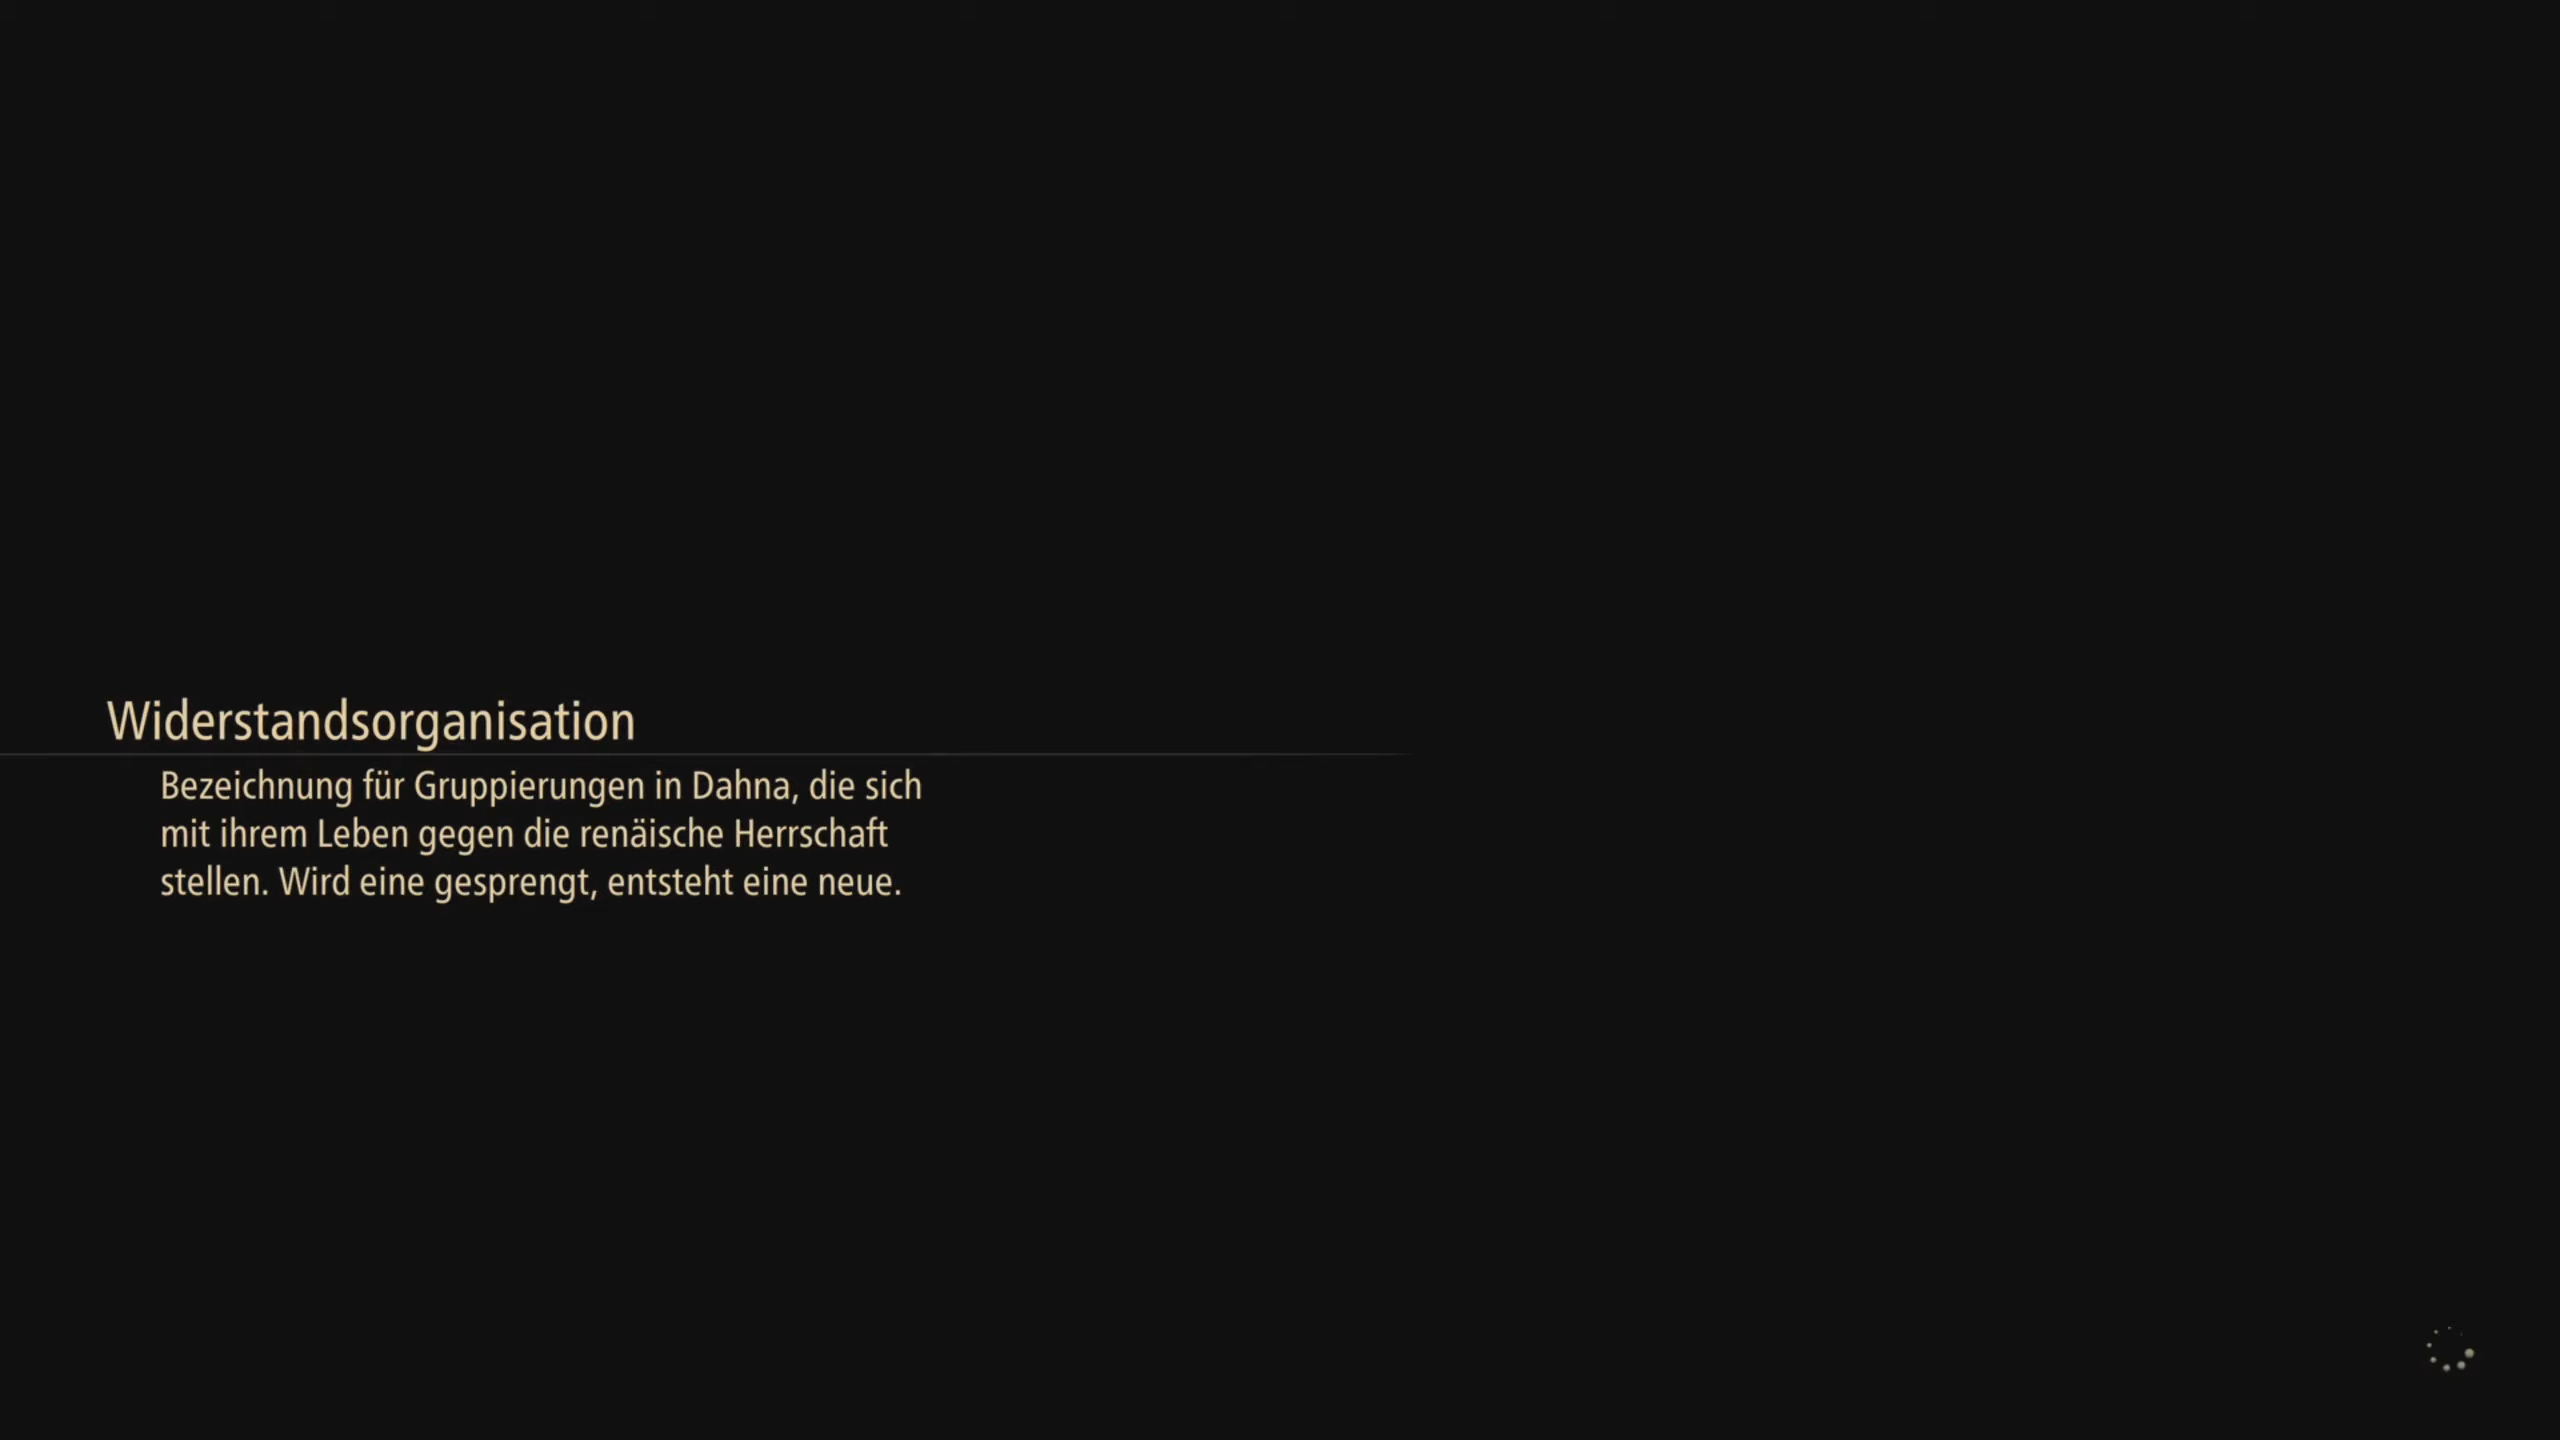 Widerstandsorganisation
Bezeichnung für Gruppierungen in Dahna, die sich
mit ihrem Leben gegen die renäische Herrschaft
stellen. Wird eine gesprengt, entsteht eine neue.